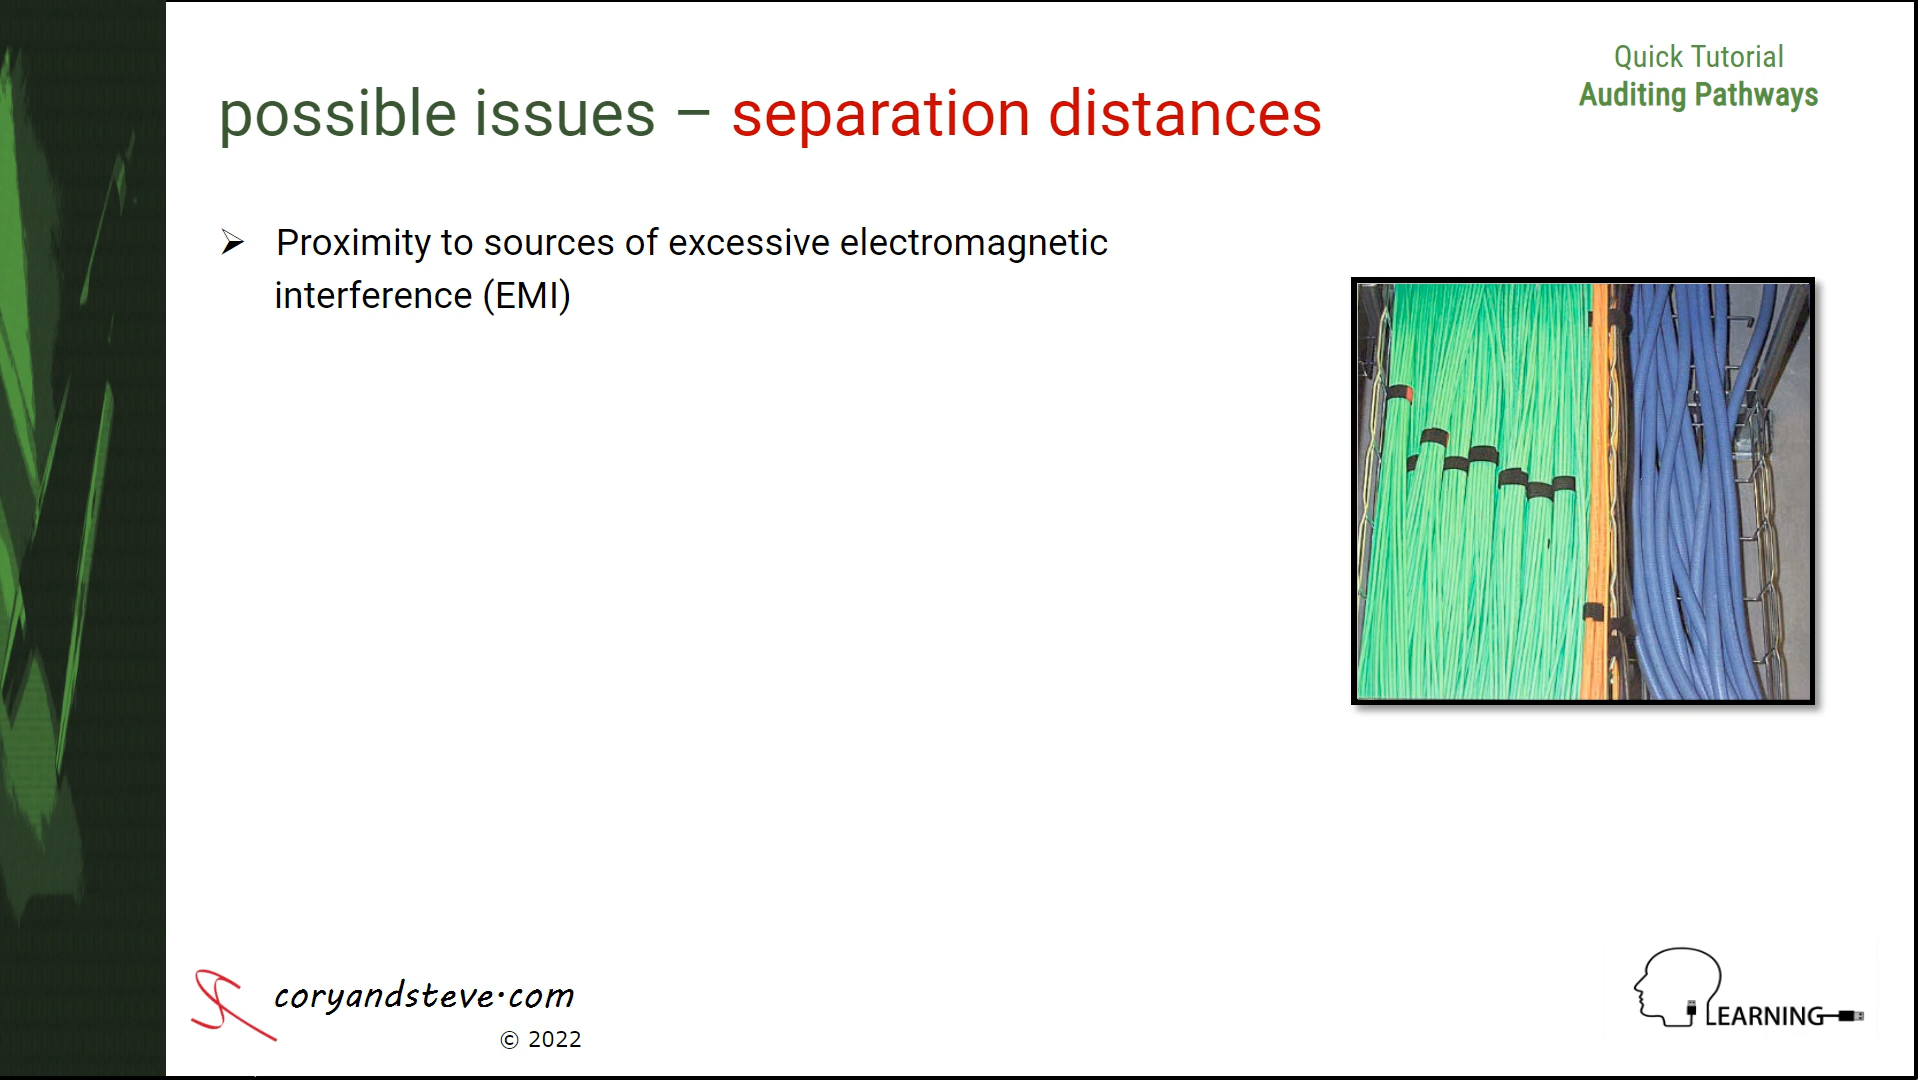 Quick Tutorial
Auditing Pathways
possible issues – separation distances
➢ Proximity to sources of excessive electromagnetic
interference (EMI)
coryandsteve.com
© 2022
LEARNING